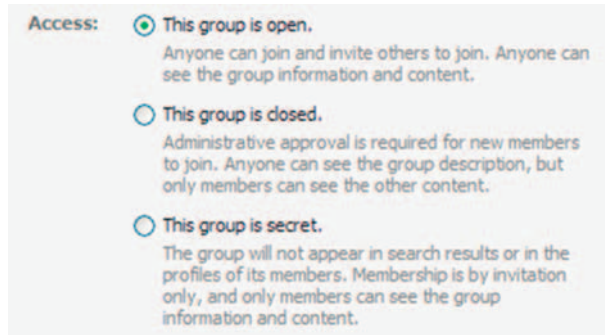 Access: This group is open.
Anyone can join and invite others to join. Anyone can
see the group information and content.
This group is closed.
Administrative approval is required for new members
to join. Anyone can see the group description, but
only members can see the other content.
This group is secret.
The group will not appear in search results or in the
profiles of its members. Membership is by invitation
only, and only members can see the group
information and content.